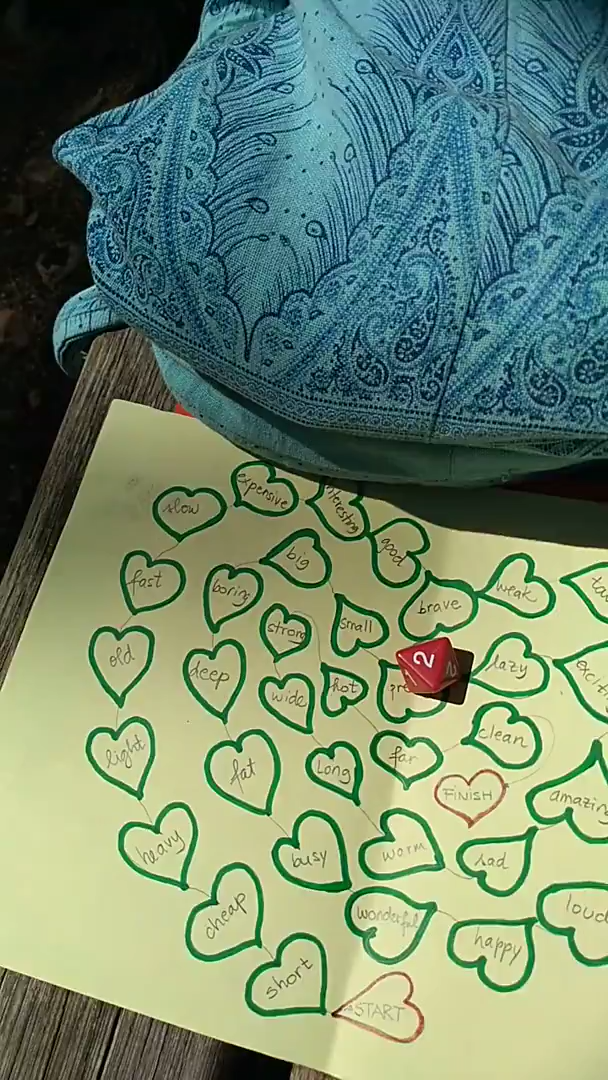 START
short
cheap
heavy
light
old
fast
slow
expensive
interesting
good
brave
weak
lazy
2
big
boring
deep
fat
busy
wonderful
happy
loud
small
strong
wide
hot
long
far
clean
FINISH
amazing
sad
warm